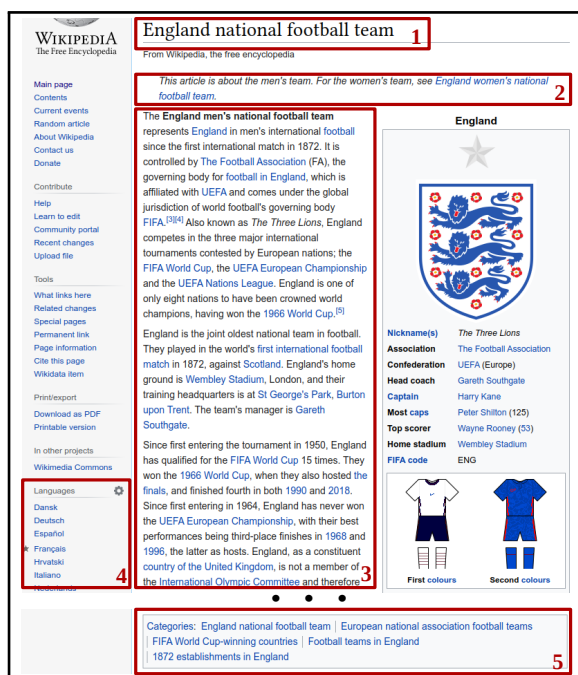 WIKIPEDIA
The Free Encyclopedia
Main page
Contents
Current events
Random article
About Wikipedia
Contact us
Donate
Contribute
Help
Learn to edit
Community portal
Recent changes
Upload file
Tools
What links here
Related changes
Special pages
Permanent link
Page information
Cite this page
Wikidata item
Print/export
Download as PDF
Printable version
In other projects
Wikimedia Commons
Languages
Dansk
Deutsch
Español
Français
Hrvatski
Italiano
Nederlands
4
England national football team
1
From Wikipedia, the free encyclopedia
This article is about the men's team. For the women's team, see England women's national
football team.
2
The England men's national football team
represents England in men's international football
since the first international match in 1872. It is
controlled by The Football Association (FA), the
governing body for football in England, which is
affiliated with UEFA and comes under the global
jurisdiction of world football's governing body
FIFA.[3][4] Also known as The Three Lions, England
competes in the three major international
tournaments contested by European nations; the
FIFA World Cup, the UEFA European Championship
and the UEFA Nations League. England is one of
only eight nations to have been crowned world
champions, having won the 1966 World Cup.[5]
England is the joint oldest national team in football.
They played in the world's first international football
match in 1872, against Scotland. England's home
ground is Wembley Stadium, London, and their
training headquarters is at St George's Park, Burton
upon Trent. The team's manager is Gareth
Southgate.
Since first entering the tournament in 1950, England
has qualified for the FIFA World Cup 15 times. They
won the 1966 World Cup, when they also hosted the
finals, and finished fourth in both 1990 and 2018.
Since first entering in 1964, England has never won
the UEFA European Championship, with their best
performances being third-place finishes in 1968 and
1996, the latter as hosts. England, as a constituent
country of the United Kingdom, is not a member of
the International Olympic Committee and therefore
3
England
Nickname(s) The Three Lions
Association The Football Association
Confederation UEFA (Europe)
Head coach Gareth Southgate
Captain Harry Kane
Most caps Peter Shilton (125)
Top scorer Wayne Rooney (53)
Home stadium Wembley Stadium
FIFA code ENG
First colours Second colours
Categories: England national football team | European national association football teams
| FIFA World Cup-winning countries | Football teams in England
| 1872 establishments in England
5